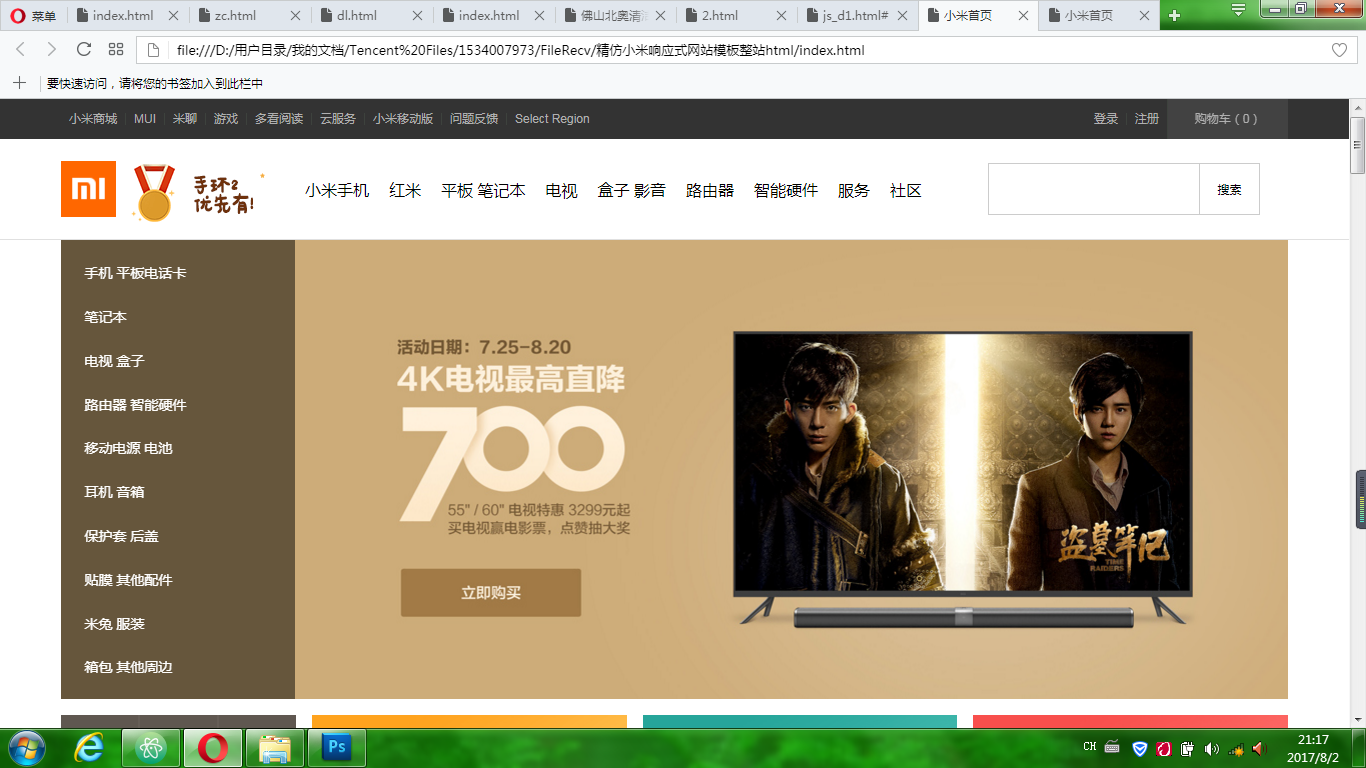 菜单 index.html zc.html dl.html index.html 佛山北奥清洁 2.html js_d1.html# 小米首页 小米首页
file:///D:/用户目录/我的文档/Tencent%20Files/1534007973/FileRecv/精仿小米响应式网站模板整站html/index.html
要快速访问，请将您的书签加入到此栏中
小米商城 MUI 米聊 游戏 多看阅读 云服务 小米移动版 问题反馈 Select Region 登录 注册 购物车 ( 0 )
MI 手环2 优先有! 小米手机 红米 平板 笔记本 电视 盒子 影音 路由器 智能硬件 服务 社区 搜索
手机 平板电话卡
笔记本
电视 盒子
路由器 智能硬件
移动电源 电池
耳机 音箱
保护套 后盖
贴膜 其他配件
米兔 服装
箱包 其他周边
活动日期：7.25-8.20
4K电视最高直降
700
55" / 60" 电视特惠 3299元起
买电视赢电影票，点赞抽大奖
立即购买
盗墓笔记
TIME
RAIDERS
Ps CH 21:17
2017/8/2